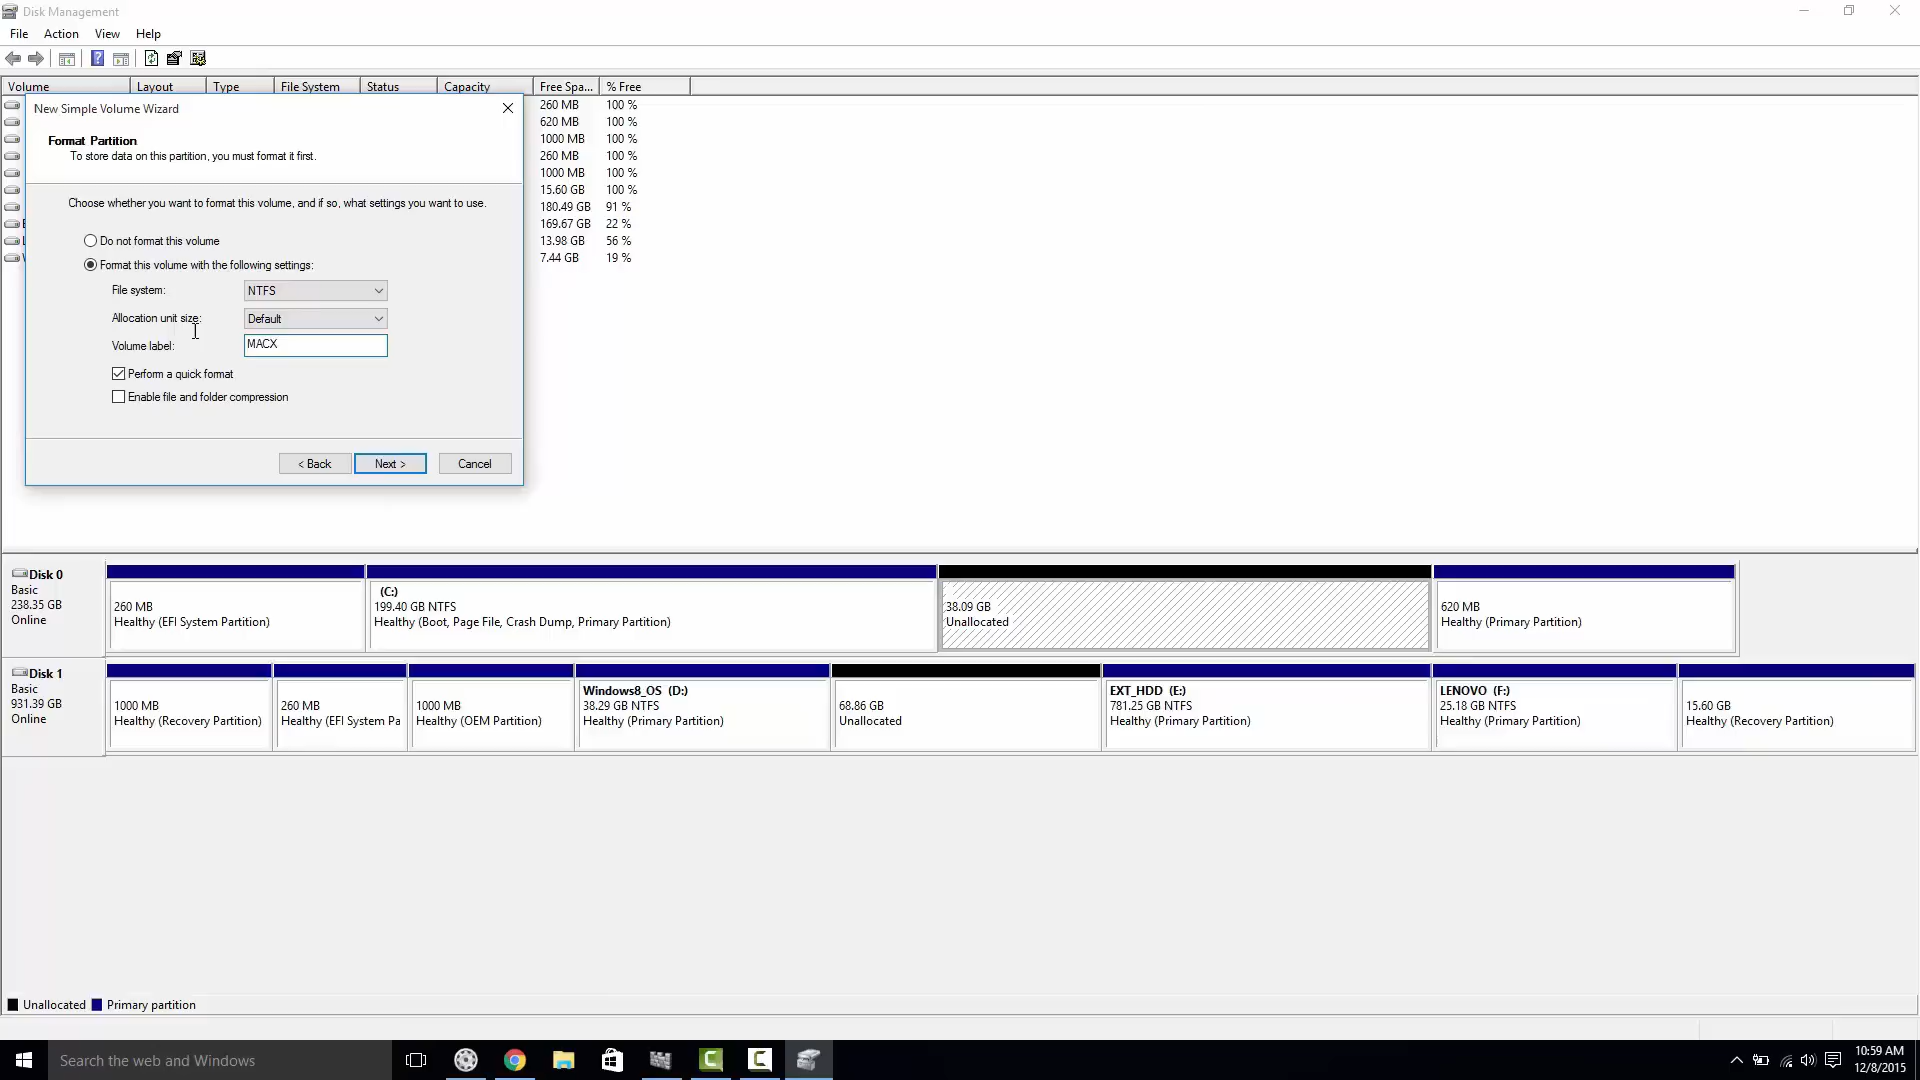 Disk Management
File Action View Help
Volume Layout Type File System Status Capacity Free Spa... % Free
260 MB 100 %
620 MB 100 %
1000 MB 100 %
260 MB 100 %
1000 MB 100 %
15.60 GB 100 %
180.49 GB 91 %
169.67 GB 22 %
13.98 GB 56 %
7.44 GB 19 %
New Simple Volume Wizard
Format Partition
To store data on this partition, you must format it first.
Choose whether you want to format this volume, and if so, what settings you want to use.
Do not format this volume
Format this volume with the following settings:
File system: NTFS
Allocation unit size: Default
Volume label: MACX
Perform a quick format
Enable file and folder compression
< Back Next > Cancel
Disk 0
Basic
238.35 GB
Online
260 MB
Healthy (EFI System Partition)
(C:)
199.40 GB NTFS
Healthy (Boot, Page File, Crash Dump, Primary Partition)
38.09 GB
Unallocated
620 MB
Healthy (Primary Partition)
Disk 1
Basic
931.39 GB
Online
1000 MB
Healthy (Recovery Partition)
260 MB
Healthy (EFI System Pa
1000 MB
Healthy (OEM Partition)
Windows8_OS (D:)
38.29 GB NTFS
Healthy (Primary Partition)
68.86 GB
Unallocated
EXT_HDD (E:)
781.25 GB NTFS
Healthy (Primary Partition)
LENOVO (F:)
25.18 GB NTFS
Healthy (Primary Partition)
15.60 GB
Healthy (Recovery Partition)
Unallocated Primary partition
Search the web and Windows
10:59 AM
12/8/2015